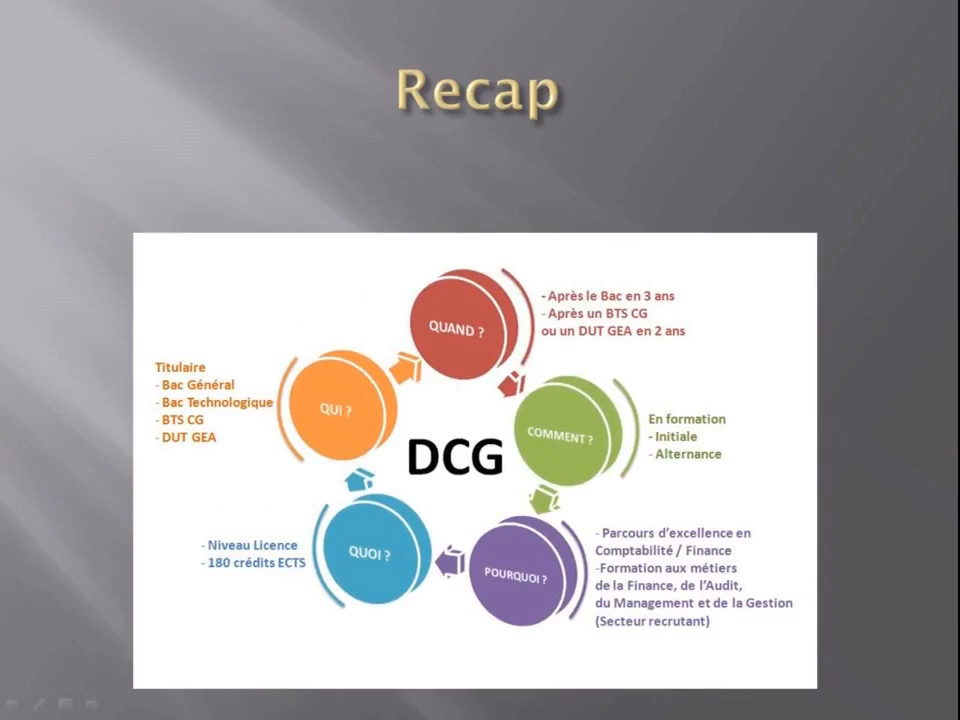 Recap
QUAND ?
- Après le Bac en 3 ans
- Après un BTS CG
ou un DUT GEA en 2 ans
COMMENT ?
En formation
- Initiale
- Alternance
POURQUOI ?
- Parcours d’excellence en
Comptabilité / Finance
-Formation aux métiers
de la Finance, de l’Audit,
du Management et de la Gestion
(Secteur recrutant)
QUOI ?
- Niveau Licence
- 180 crédits ECTS
QUI ?
Titulaire
- Bac Général
- Bac Technologique
- BTS CG
- DUT GEA
DCG